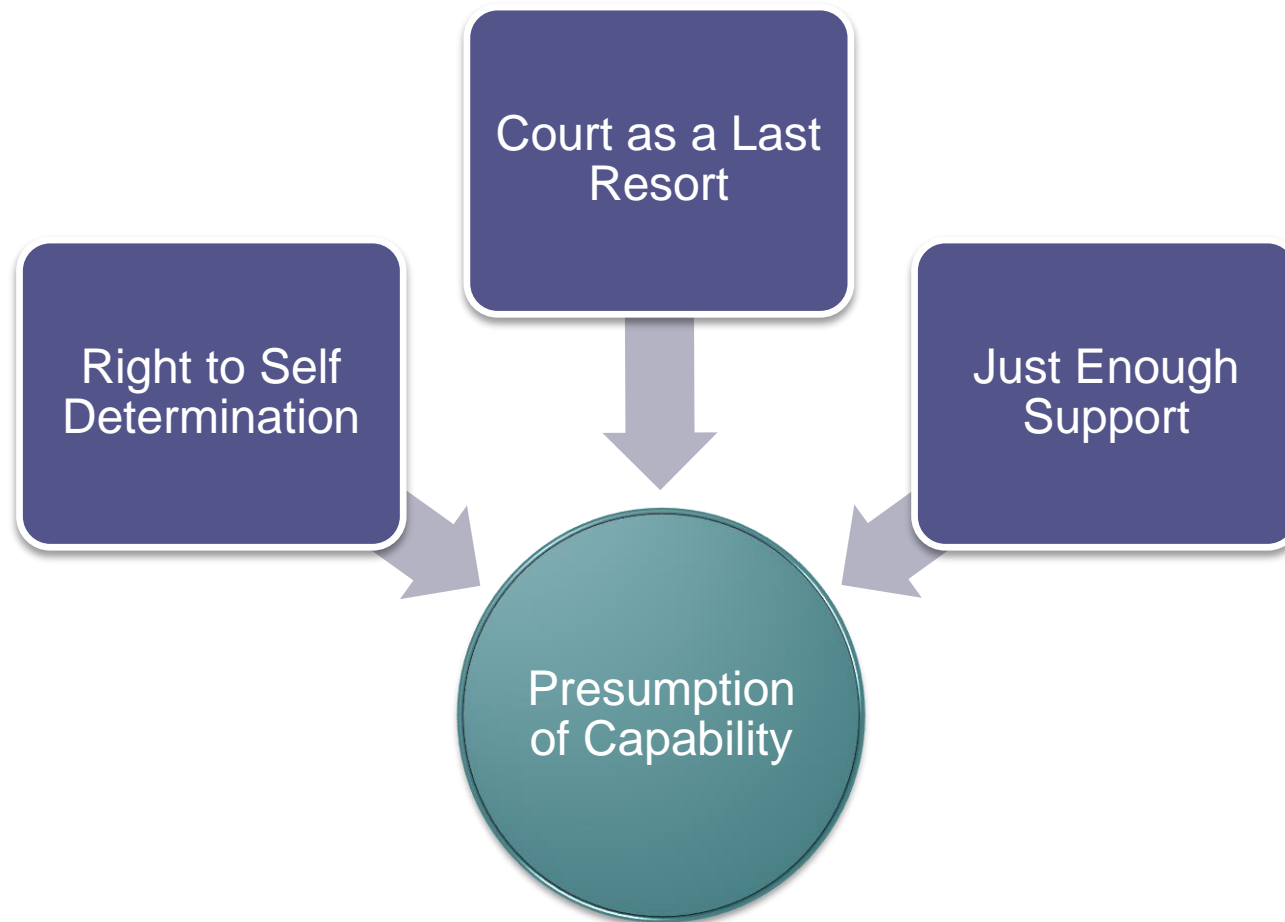 Court as a Last
Resort
Right to Self
Determination
Just Enough
Support
Presumption
of Capability